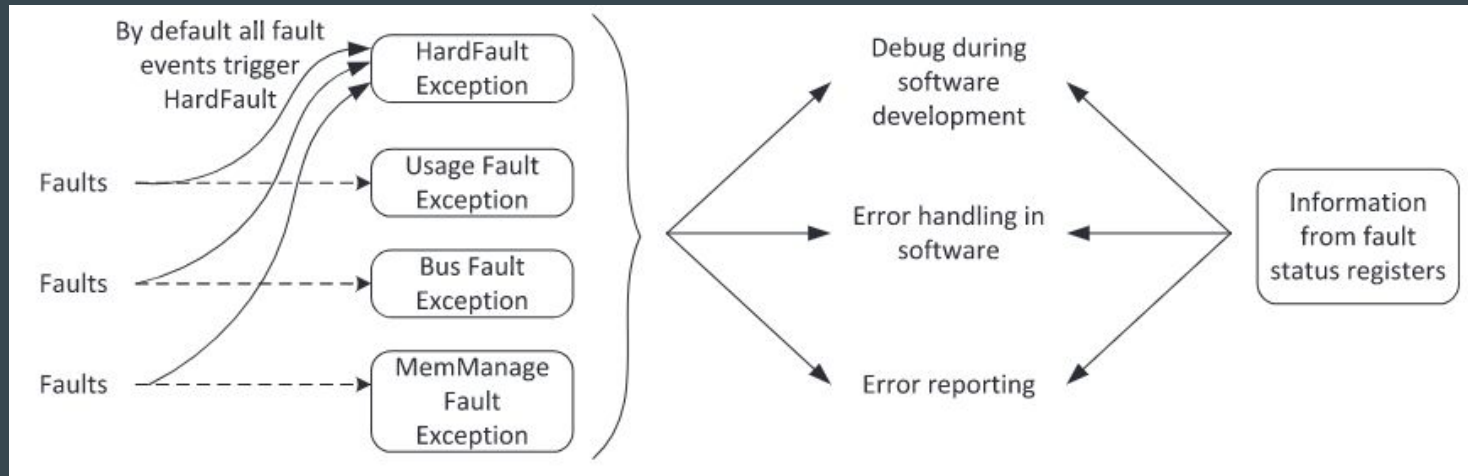 By default all fault
events trigger
HardFault
HardFault
Exception
Faults
Usage Fault
Exception
Faults
Bus Fault
Exception
Faults
MemManage
Fault
Exception
Debug during
software
development
Error handling in
software
Error reporting
Information
from fault
status registers